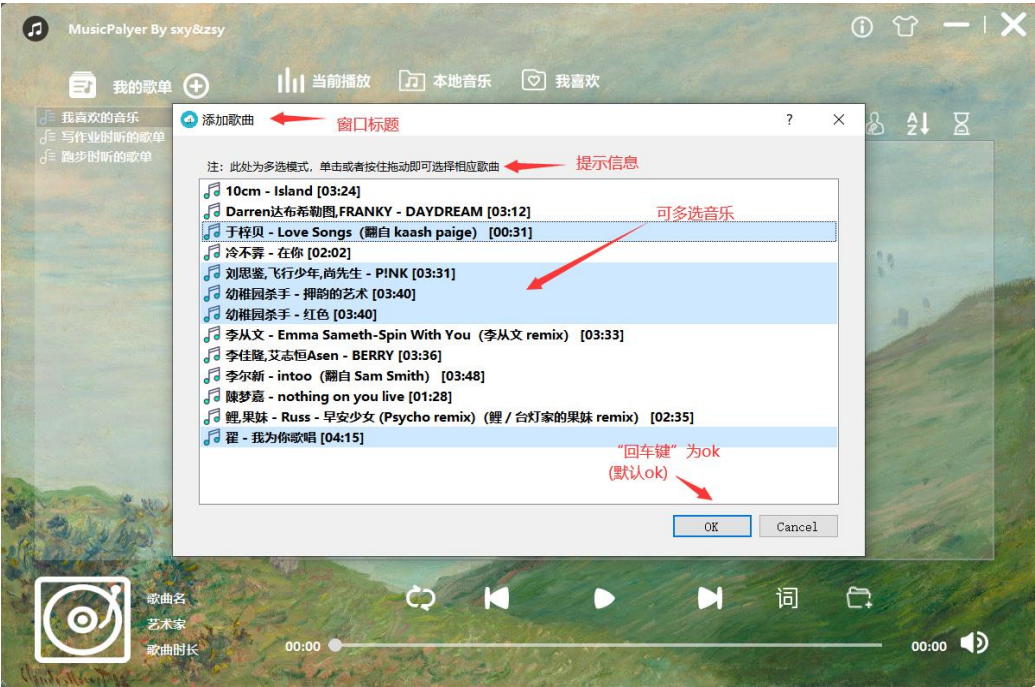 MusicPalyer By sxy&zsy
我的歌单
当前播放
本地音乐
我喜欢
我喜欢的音乐
写作业时听的歌单
跑步时听的歌单
添加歌曲
窗口标题
?
注：此处为多选模式，单击或者按住拖动即可选择相应歌曲
提示信息
10cm - Island [03:24]
Darren达布希勒图,FRANKY - DAYDREAM [03:12]
可多选音乐
于梓贝 - Love Songs（翻自 kaash paige） [00:31]
冷不霁 - 在你 [02:02]
刘思鉴,飞行少年,尚先生 - P!NK [03:31]
幼稚园杀手 - 押韵的艺术 [03:40]
幼稚园杀手 - 红色 [03:40]
李从文 - Emma Sameth-Spin With You（李从文 remix） [03:33]
李佳隆,艾志恒Asen - BERRY [03:36]
李尔新 - intoo（翻自 Sam Smith） [03:48]
陳梦嘉 - nothing on you live [01:28]
鲤,果妹 - Russ - 早安少女 (Psycho remix)（鲤 / 台灯家的果妹 remix） [02:35]
翟 - 我为你歌唱 [04:15]
“回车键”为ok
(默认ok)
OK
Cancel
A
Z
歌曲名
艺术家
歌曲时长
词
00:00
00:00